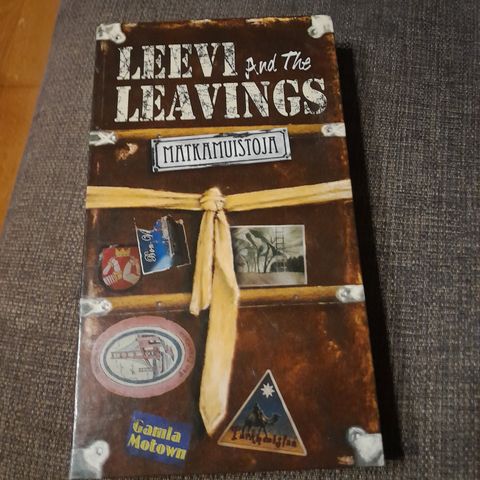 LEEVI And The
LEAVINGS
MATKAMUISTOJA
Gamla
Motown